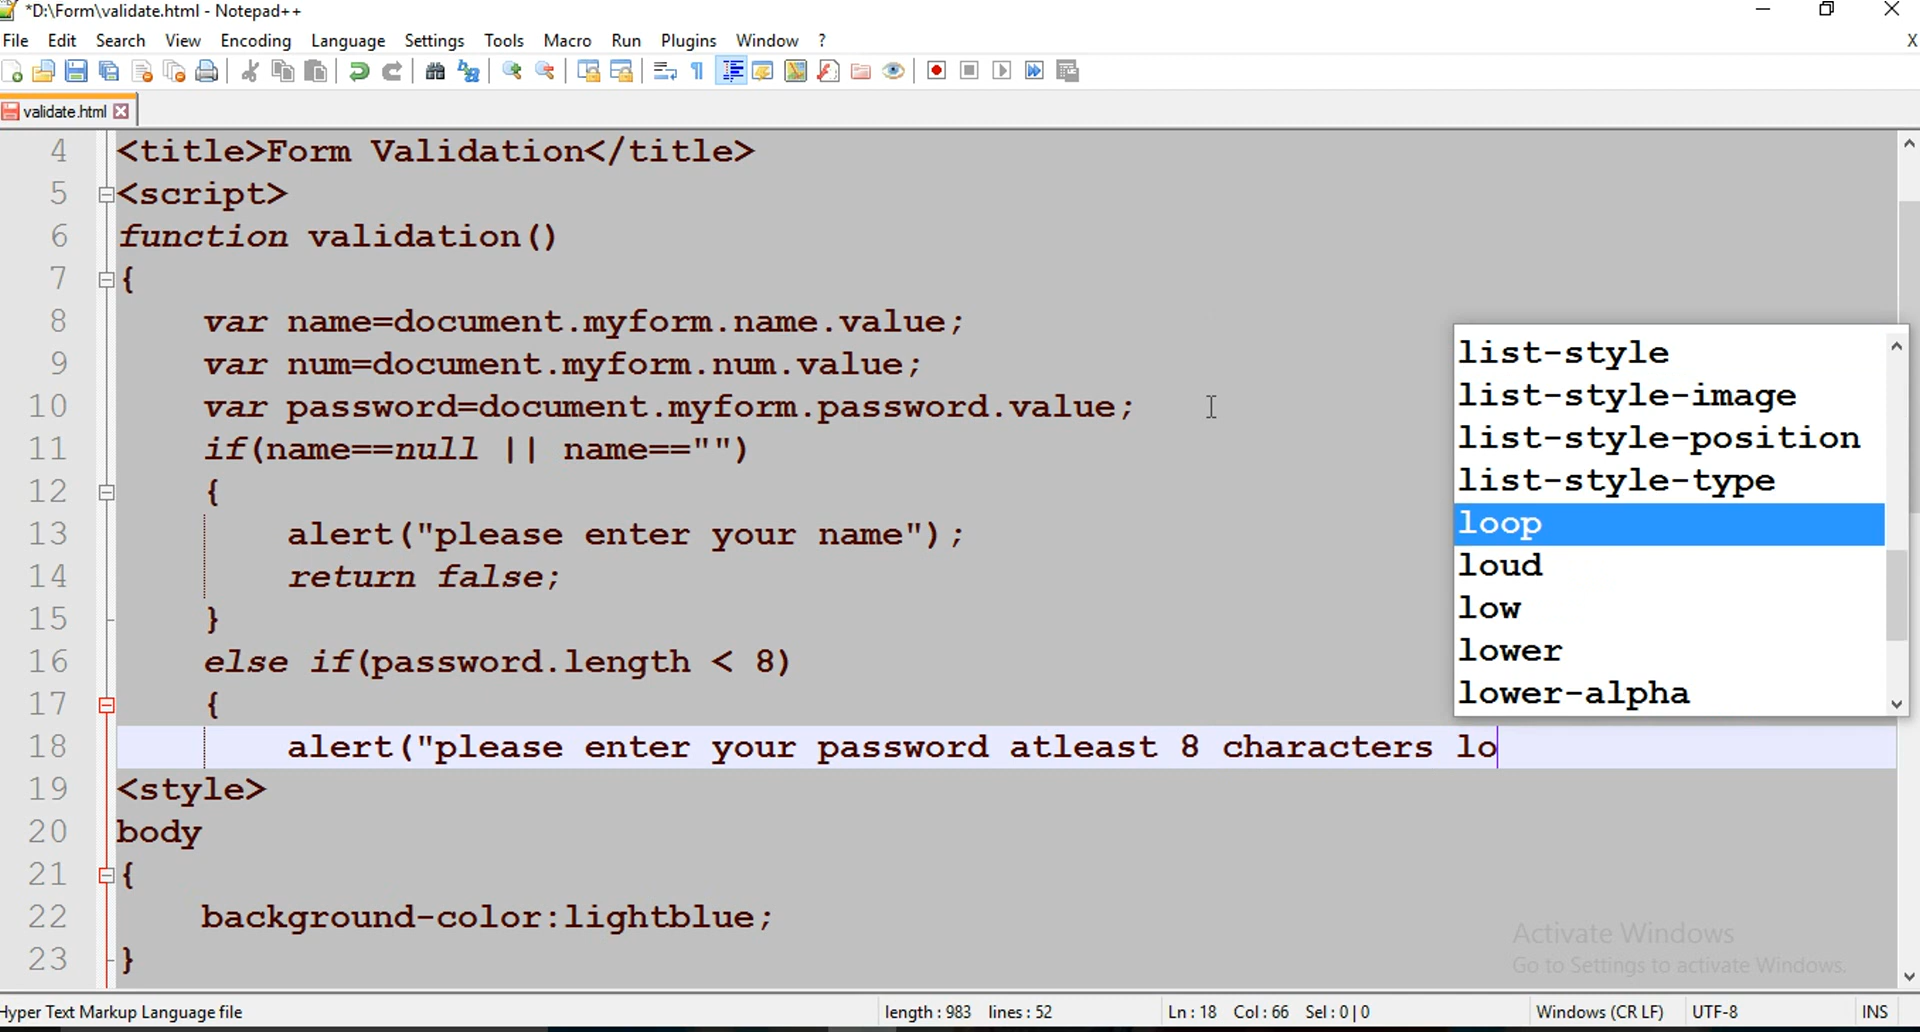 *D:\Form\validate.html - Notepad++
File Edit Search View Encoding Language Settings Tools Macro Run Plugins Window ? X
validate.html
4 <title>Form Validation</title>
5 <script>
6 function validation()
7 {
8 var name=document.myform.name.value;
9 var num=document.myform.num.value;
10 var password=document.myform.password.value;
11 if(name==null || name=="")
12 {
13 alert("please enter your name");
14 return false;
15 }
16 else if(password.length < 8)
17 {
18 alert("please enter your password atleast 8 characters lo
19 <style>
20 body
21 {
22 background-color:lightblue;
23 }
list-style
list-style-image
list-style-position
list-style-type
loop
loud
low
lower
lower-alpha
Activate Windows
Go to Settings to activate Windows.
Hyper Text Markup Language file length : 983 lines : 52 Ln : 18 Col : 66 Sel : 0 | 0 Windows (CR LF) UTF-8 INS